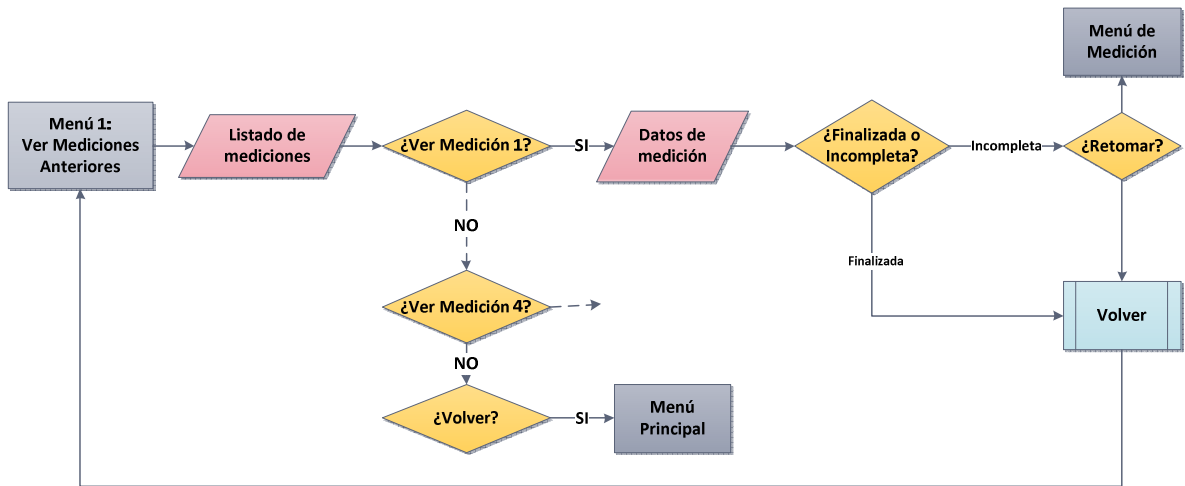 Menú 1:
Ver Mediciones
Anteriores
Listado de
mediciones
¿Ver Medición 1?
SI
Datos de
medición
¿Finalizada o
Incompleta?
Incompleta
¿Retomar?
Menú de
Medición
NO
Finalizada
¿Ver Medición 4?
Volver
NO
¿Volver?
SI
Menú
Principal